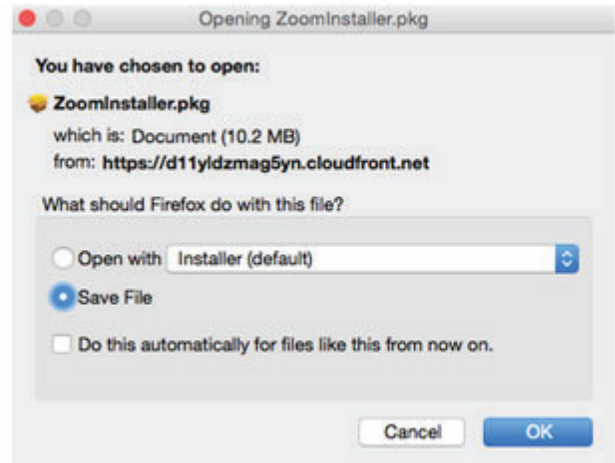 Opening ZoomInstaller.pkg
You have chosen to open:
ZoomInstaller.pkg
which is: Document (10.2 MB)
from: https://d11yldzmag5yn.cloudfront.net
What should Firefox do with this file?
Open with Installer (default)
Save File
Do this automatically for files like this from now on.
Cancel OK